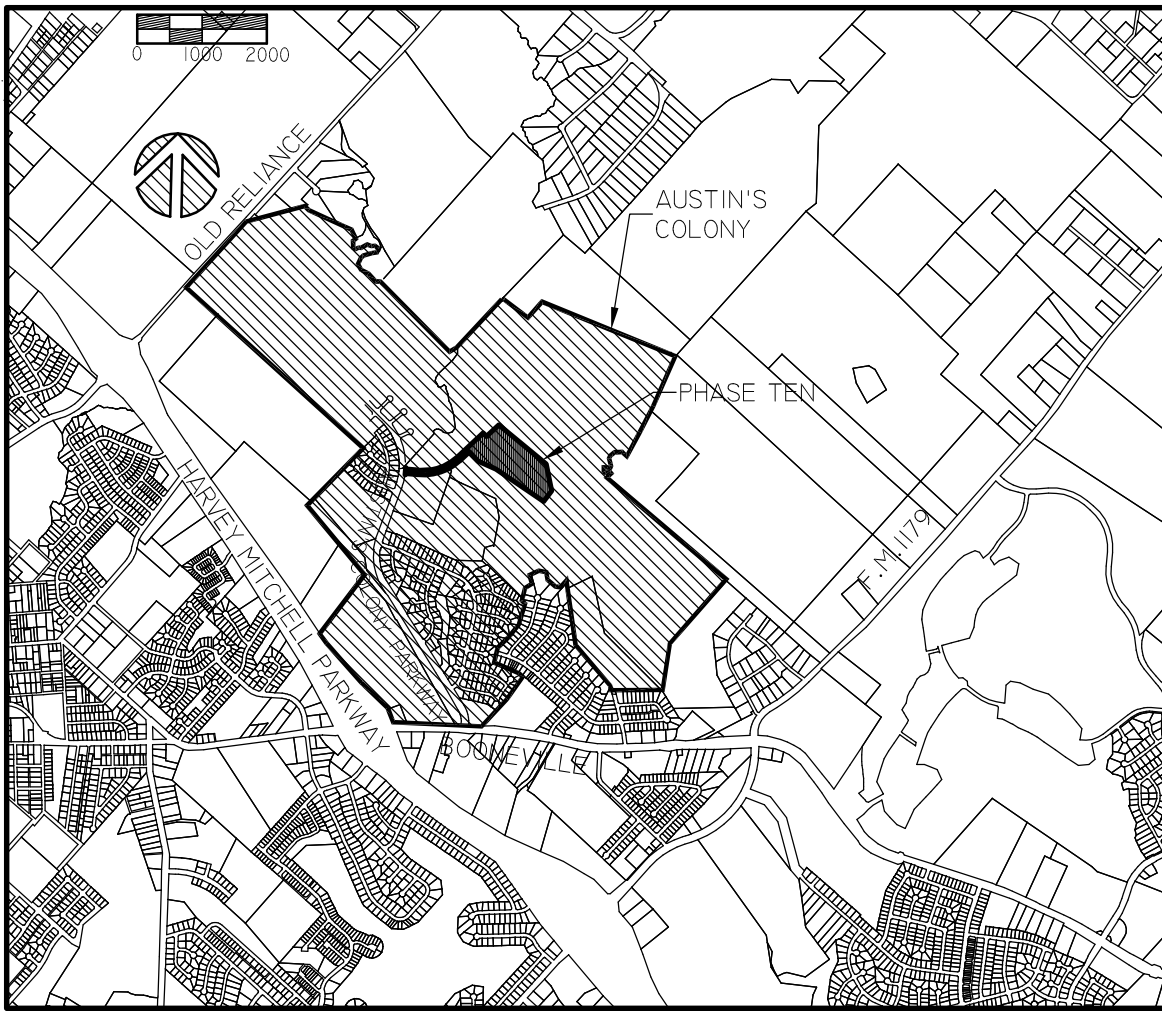 0 1000 2000
OLD RELIANCE
AUSTIN'S
COLONY
PHASE TEN
HARVEY MITCHELL PARKWAY
F.M. 1179
COLONY PARKWAY
BOONEVILLE